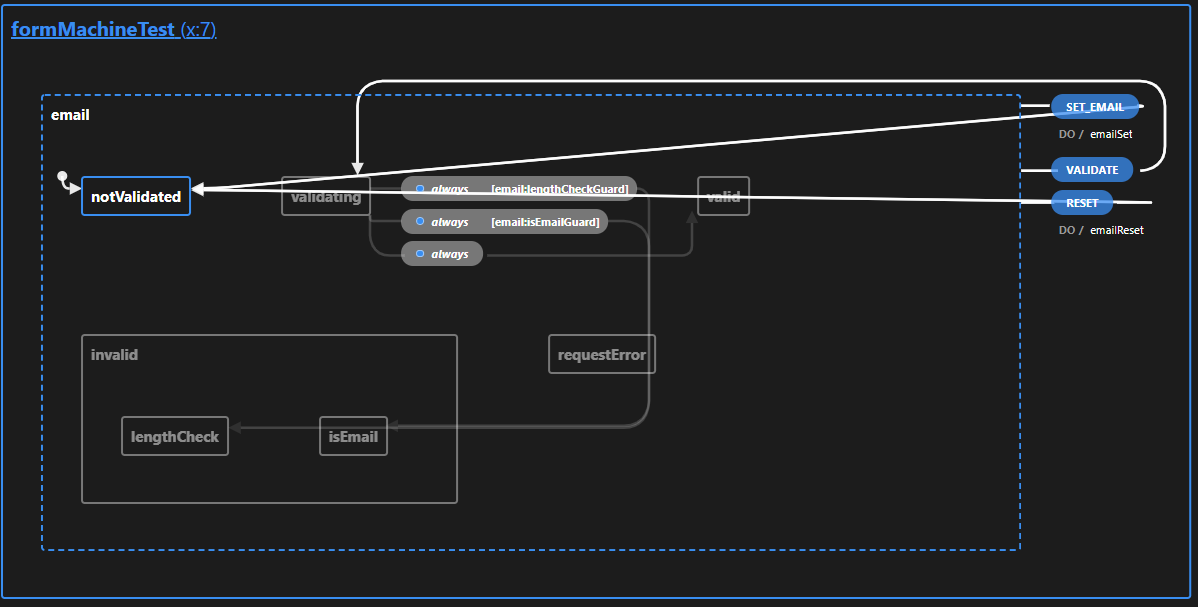 formMachineTest (x:7)
email
SET_EMAIL
DO / emailSet
VALIDATE
notValidated
validating
always [email:lengthCheckGuard]
valid
RESET
always [email:isEmailGuard]
DO / emailReset
always
invalid
requestError
lengthCheck
isEmail